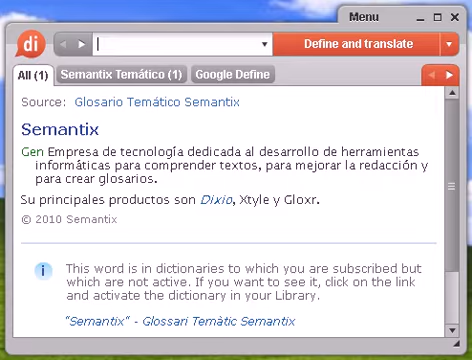 Menu
di
Define and translate
All (1) Semantix Temático (1) Google Define
Source: Glosario Temático Semantix
Semantix
Gen Empresa de tecnología dedicada al desarrollo de herramientas
informáticas para comprender textos, para mejorar la redacción y
para crear glosarios.
Su principales productos son Dixio, Xtyle y Gloxr.
© 2010 Semantix
i
This word is in dictionaries to which you are subscribed but
which are not active. If you want to see it, click on the link
and activate the dictionary in your Library.
"Semantix" - Glossari Temàtic Semantix